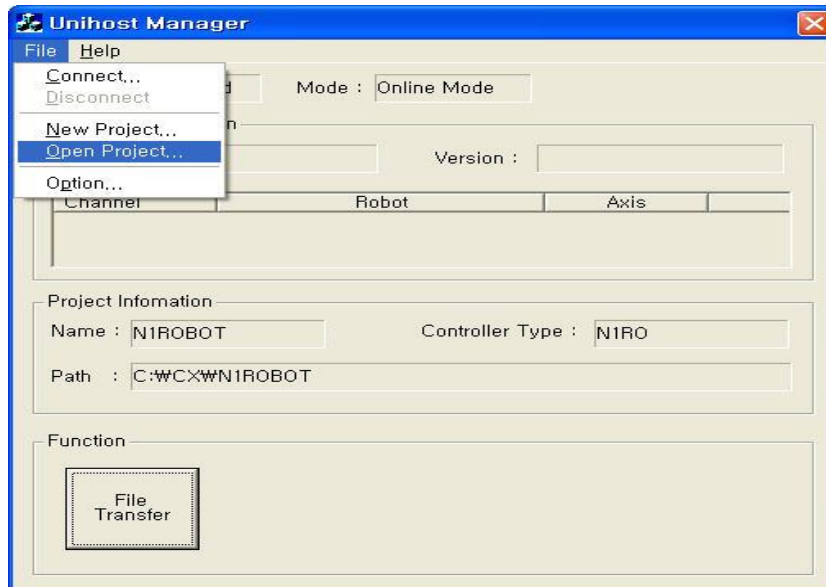 Unihost Manager
File Help
Connect...
Disconnect
Mode : Online Mode
New Project...
Open Project...
Version :
Option...
Channel Robot Axis
Project Infomation
Name : N1ROBOT Controller Type : N1RO
Path : C:₩CX₩N1ROBOT
Function
File
Transfer